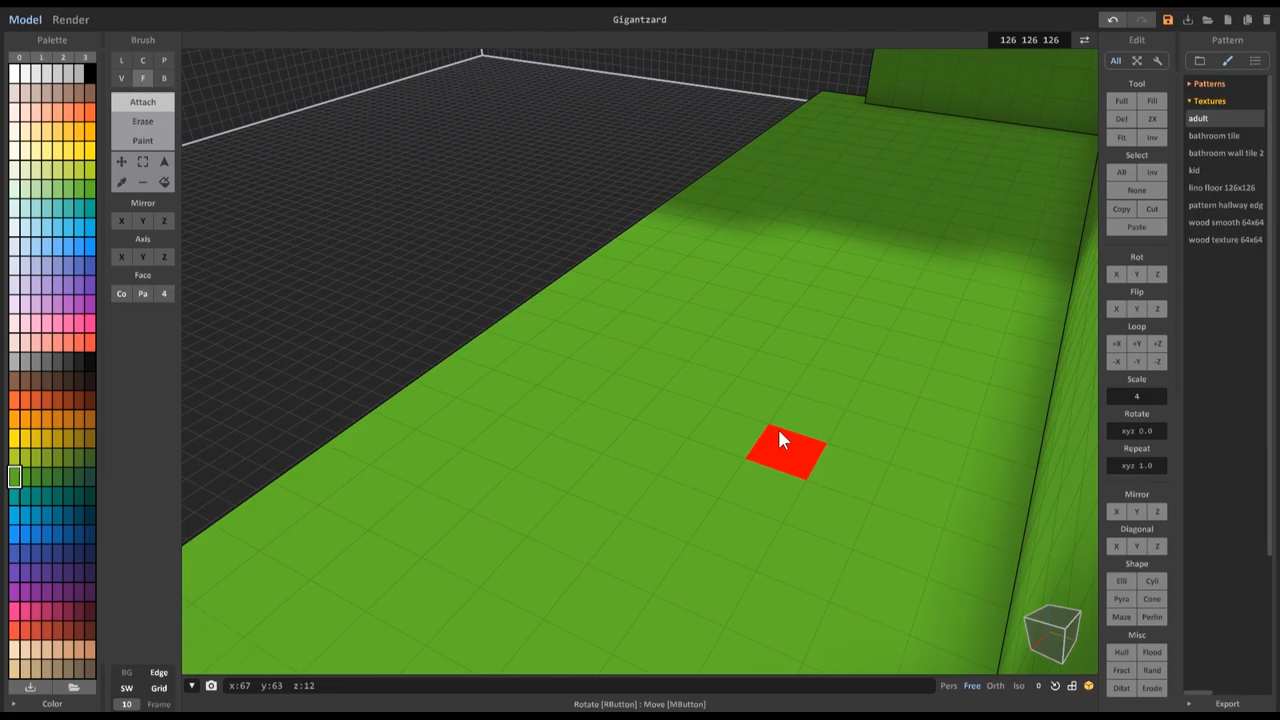 Model Render
Gigantzard
Palette
Brush
126 126 126
Edit
Pattern
0 1 2 3
L C P
V F B
Attach
Erase
Paint
Mirror
X Y Z
Axis
X Y Z
Face
Co Pa 4
BG Edge
SW Grid
10 Frame
Color
x:67 y:63 z:12
Pers Free Orth Iso 0
Rotate [RButton] : Move [MButton]
All
Tool
Full Fill
Del 2X
Fit Inv
Select
All Inv
None
Copy Cut
Paste
Rot
X Y Z
Flip
X Y Z
Loop
+X +Y +Z
-X -Y -Z
Scale
4
Rotate
xyz 0.0
Repeat
xyz 1.0
Mirror
X Y Z
Diagonal
X Y Z
Shape
Elli Cyli
Pyra Cone
Maze Perlin
Misc
Hull Flood
Fract Rand
Dilat Erode
Patterns
Textures
adult
bathroom tile
bathroom wall tile 2
kid
lino floor 126x126
pattern hallway edg
wood smooth 64x64
wood texture 64x64
Export